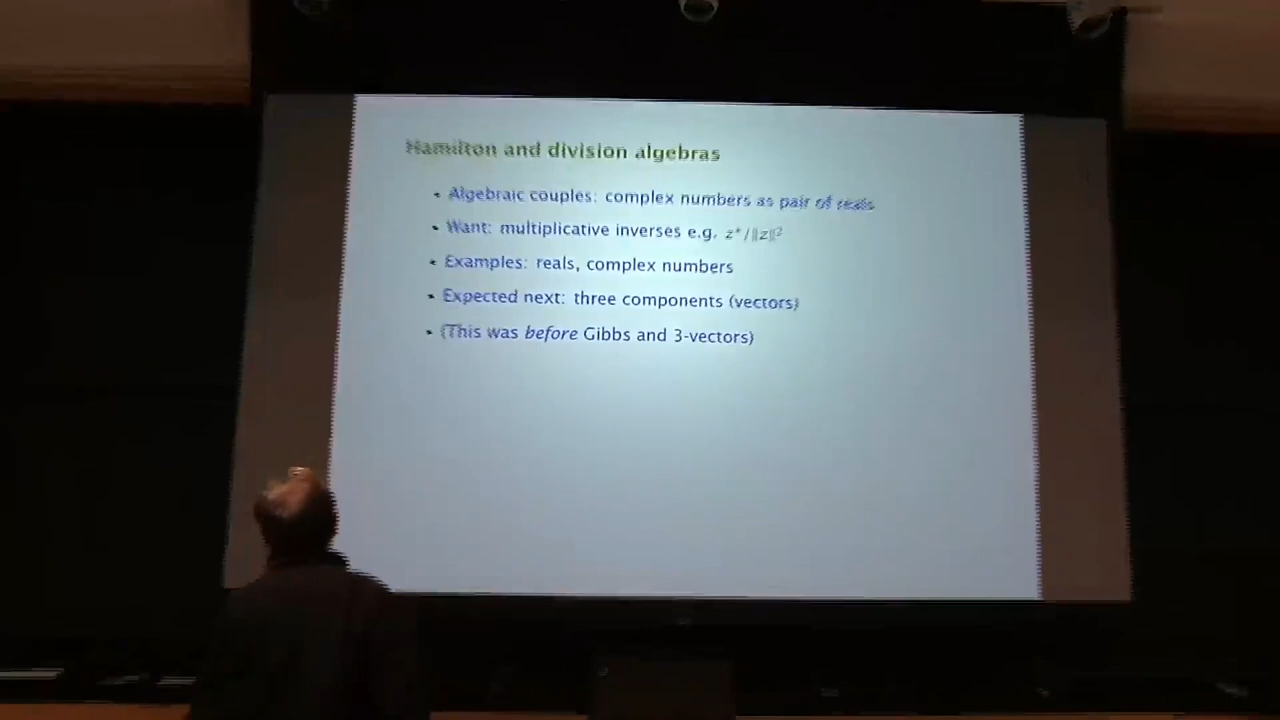 Hamilton and division algebras
• Algebraic couples: complex numbers as pair of reals
• Want: multiplicative inverses e.g. z*/‖z‖²
• Examples: reals, complex numbers
• Expected next: three components (vectors)
• (This was before Gibbs and 3-vectors)